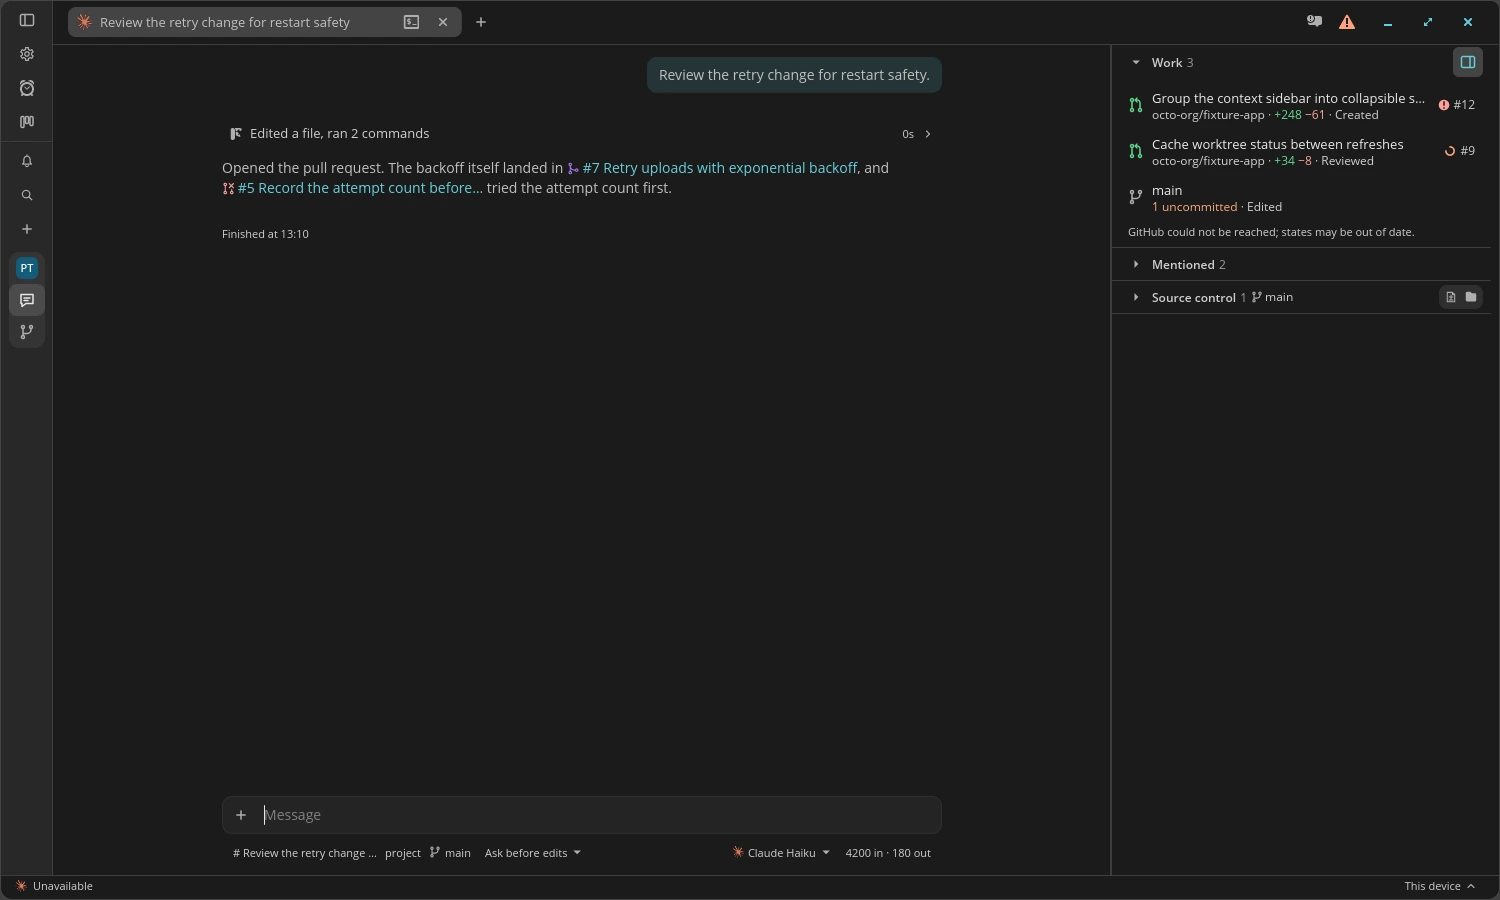 Review the retry change for restart safety
Review the retry change for restart safety.
Edited a file, ran 2 commands
0s
Opened the pull request. The backoff itself landed in #7 Retry uploads with exponential backoff, and
#5 Record the attempt count before... tried the attempt count first.
Finished at 13:10
Message
# Review the retry change ... project main Ask before edits
Claude Haiku 4200 in · 180 out
Work 3
Group the context sidebar into collapsible s... #12
octo-org/fixture-app · +248 −61 · Created
Cache worktree status between refreshes #9
octo-org/fixture-app · +34 −8 · Reviewed
main
1 uncommitted · Edited
GitHub could not be reached; states may be out of date.
Mentioned 2
Source control 1 main
PT
Unavailable
This device